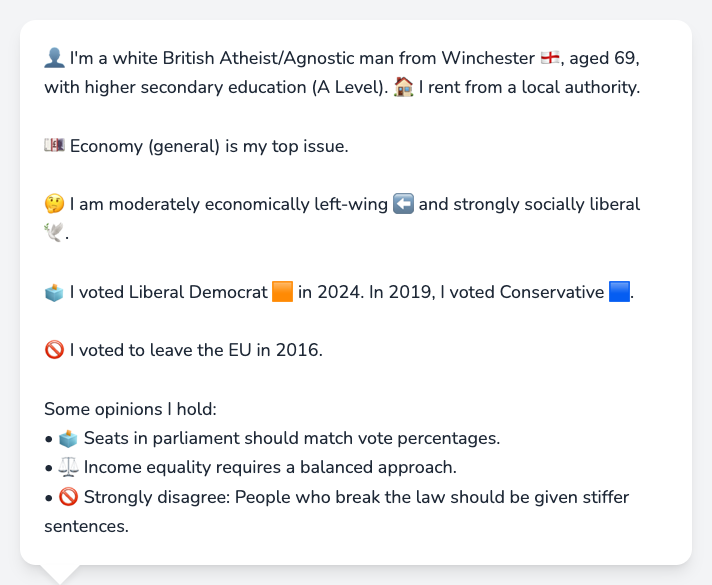 👤 I'm a white British Atheist/Agnostic man from Winchester 🏴󠁧󠁢󠁥󠁮󠁧󠁿, aged 69,
with higher secondary education (A Level). 🏠 I rent from a local authority.
💷 Economy (general) is my top issue.
🤔 I am moderately economically left-wing ⬅️ and strongly socially liberal
🕊️.
🗳️ I voted Liberal Democrat 🟧 in 2024. In 2019, I voted Conservative 🟦.
🚫 I voted to leave the EU in 2016.
Some opinions I hold:
• 🗳️ Seats in parliament should match vote percentages.
• ⚖️ Income equality requires a balanced approach.
• 🚫 Strongly disagree: People who break the law should be given stiffer
sentences.